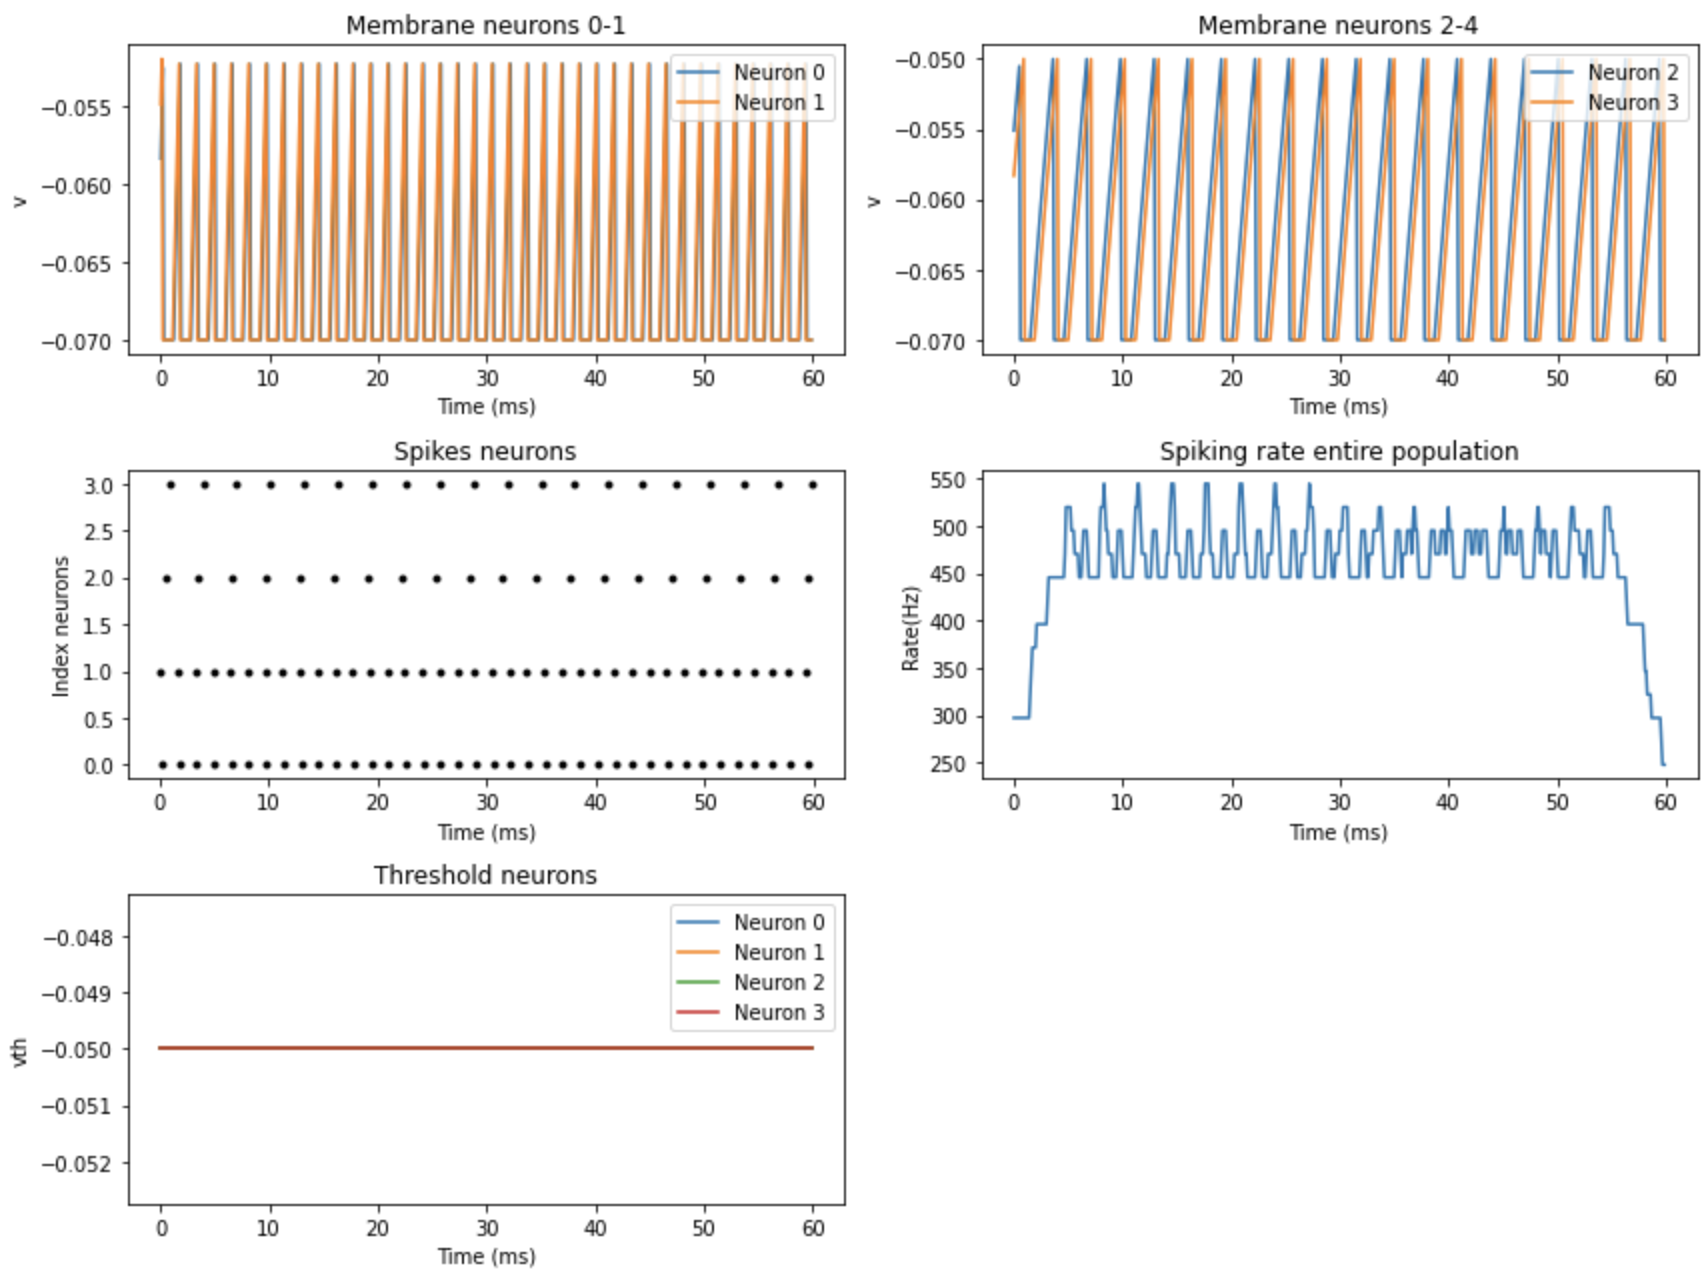 Membrane neurons 0-1
v
−0.055
−0.060
−0.065
−0.070
Neuron 0
Neuron 1
0 10 20 30 40 50 60
Time (ms)
Membrane neurons 2-4
v
−0.050
−0.055
−0.060
−0.065
−0.070
Neuron 2
Neuron 3
0 10 20 30 40 50 60
Time (ms)
Spikes neurons
Index neurons
3.0
2.5
2.0
1.5
1.0
0.5
0.0
0 10 20 30 40 50 60
Time (ms)
Spiking rate entire population
Rate(Hz)
550
500
450
400
350
300
250
0 10 20 30 40 50 60
Time (ms)
Threshold neurons
vth
−0.048
−0.049
−0.050
−0.051
−0.052
Neuron 0
Neuron 1
Neuron 2
Neuron 3
0 10 20 30 40 50 60
Time (ms)